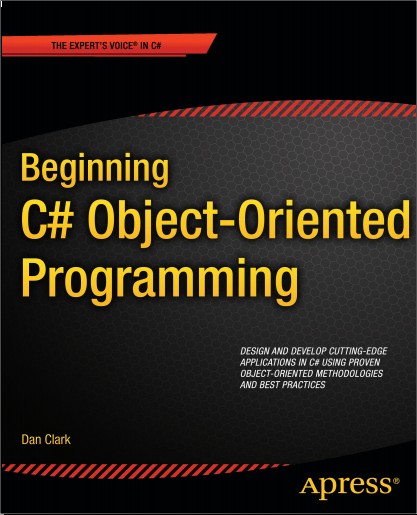 THE EXPERT'S VOICE® IN C#
Beginning
C# Object-Oriented
Programming
DESIGN AND DEVELOP CUTTING-EDGE
APPLICATIONS IN C# USING PROVEN
OBJECT-ORIENTED METHODOLOGIES
AND BEST PRACTICES
Dan Clark
Apress®